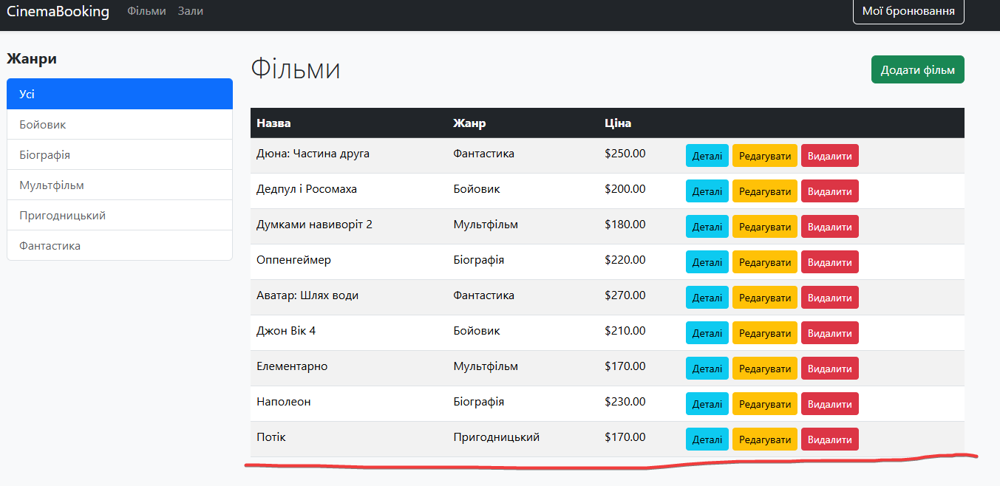 CinemaBooking Фільми Зали Мої бронювання
Жанри
Усі
Бойовик
Біографія
Мультфільм
Пригодницький
Фантастика
Фільми Додати фільм
Назва Жанр Ціна
Дюна: Частина друга Фантастика $250.00 Деталі Редагувати Видалити
Дедпул і Росомаха Бойовик $200.00 Деталі Редагувати Видалити
Думками навиворіт 2 Мультфільм $180.00 Деталі Редагувати Видалити
Оппенгеймер Біографія $220.00 Деталі Редагувати Видалити
Аватар: Шлях води Фантастика $270.00 Деталі Редагувати Видалити
Джон Вік 4 Бойовик $210.00 Деталі Редагувати Видалити
Елементарно Мультфільм $170.00 Деталі Редагувати Видалити
Наполеон Біографія $230.00 Деталі Редагувати Видалити
Потік Пригодницький $170.00 Деталі Редагувати Видалити